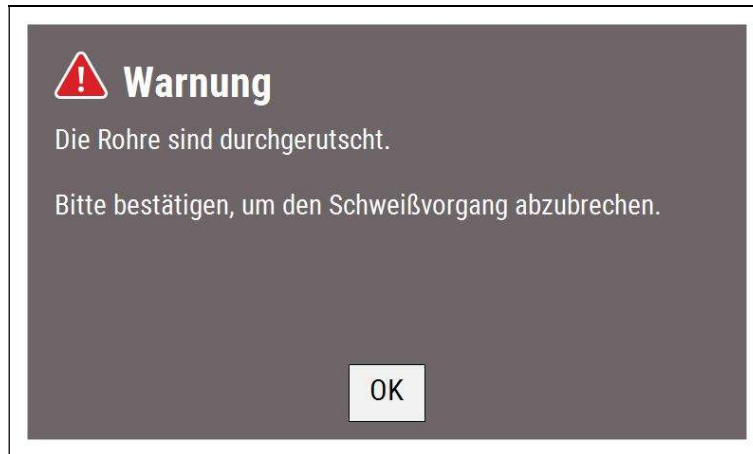 Warnung
Die Rohre sind durchgerutscht.
Bitte bestätigen, um den Schweißvorgang abzubrechen.
OK